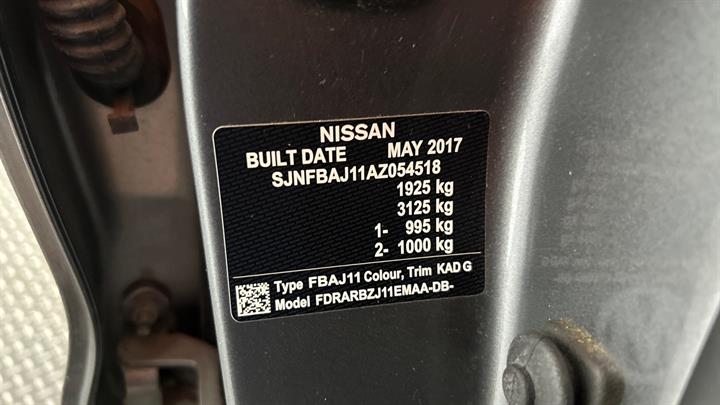 NISSAN
BUILT DATE MAY 2017
SJNFBAJ11AZ054518
1925 kg
3125 kg
1- 995 kg
2- 1000 kg
Type FBAJ11 Colour, Trim KAD G
Model FDRARBZJ11EMAA-DB-